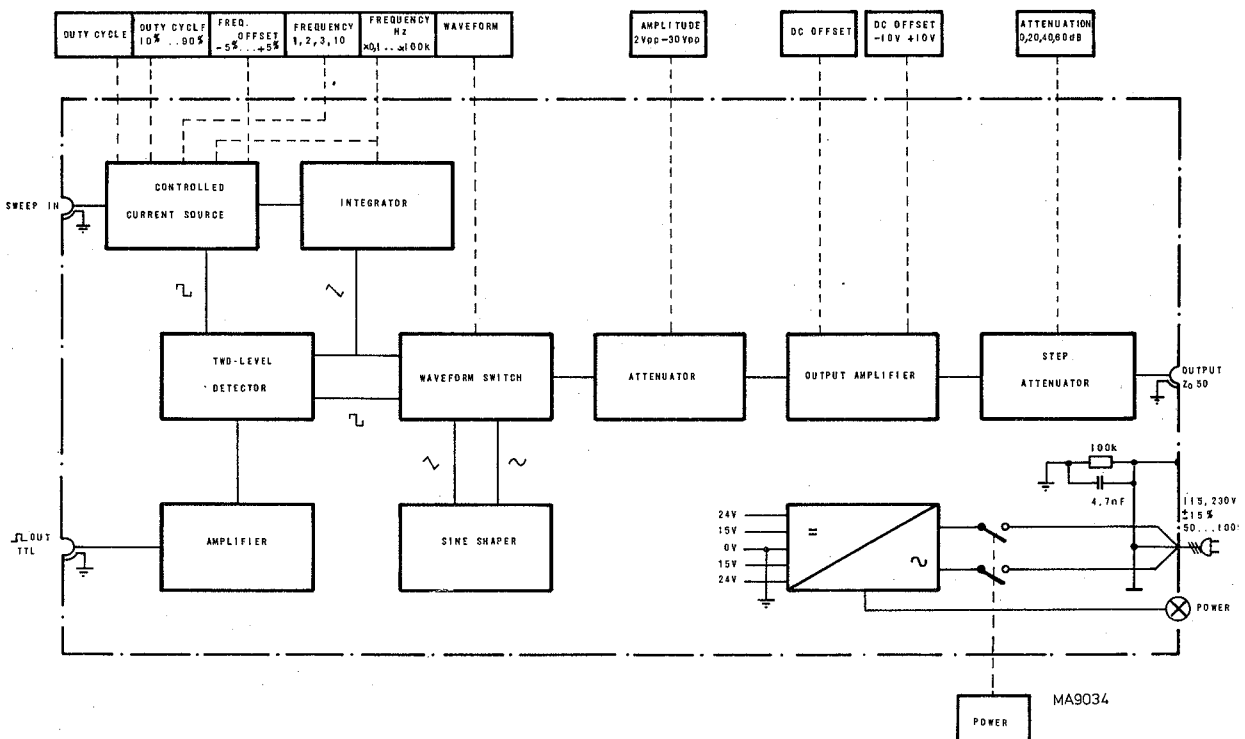 DUTY CYCLE
DUTY CYCLE
10% ..90%
FREQ.
OFFSET
-5%...+5%
FREQUENCY
1,2,3,10
FREQUENCY
Hz
x0,1...x100k
WAVEFORM
AMPLITUDE
2Vpp-30Vpp
DC OFFSET
DC OFFSET
-10V +10V
ATTENUATION
0,20,40,60dB
SWEEP IN
CONTROLLED
CURRENT SOURCE
INTEGRATOR
TWO-LEVEL
DETECTOR
WAVEFORM SWITCH
ATTENUATOR
OUTPUT AMPLIFIER
STEP
ATTENUATOR
OUTPUT
Zo 50
OUT
TTL
AMPLIFIER
SINE SHAPER
24V
15V
0V
15V
24V
=
~
100k
4.7nF
115,230V
±15%
50...100
POWER
POWER
MA9034